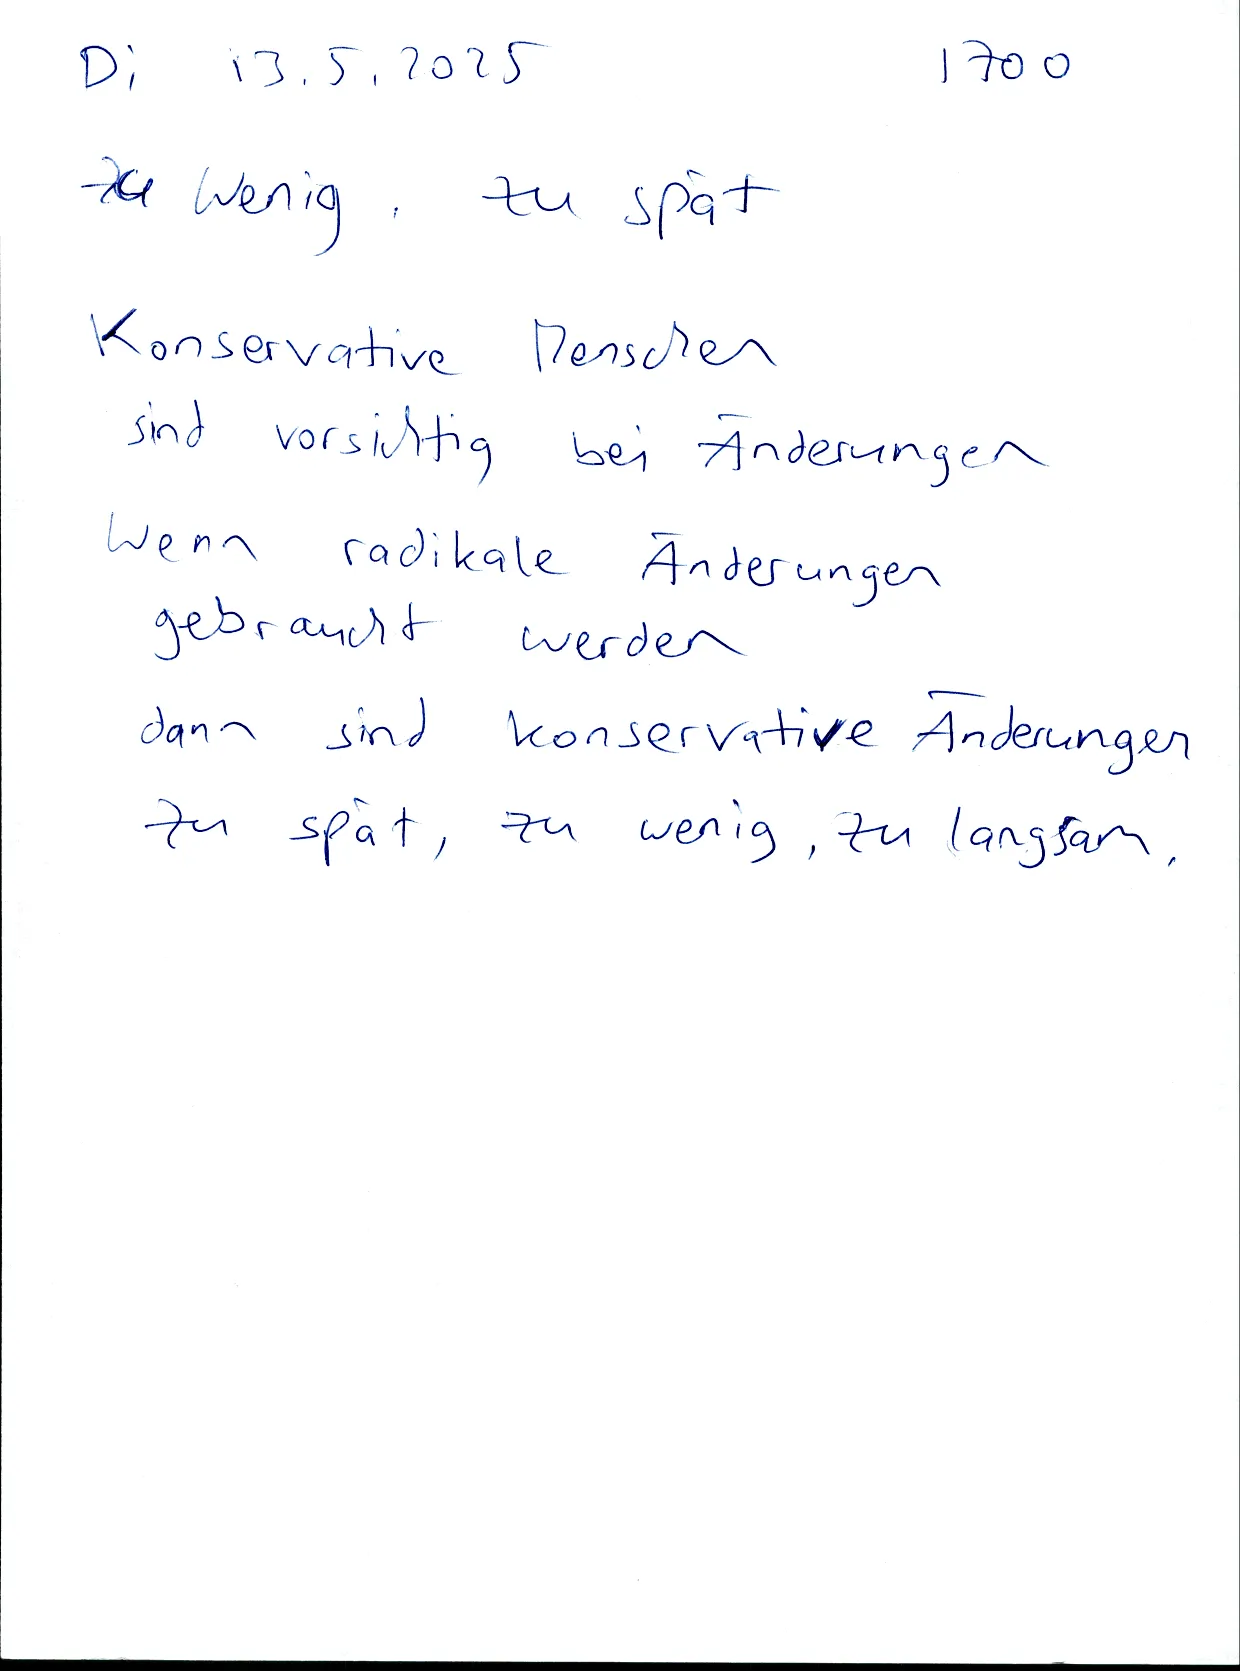 Di 13.5.2025 1700
zu wenig, zu spät
Konservative Menschen
sind vorsichtig bei Änderungen
Wenn radikale Änderungen
gebraucht werden
dann sind konservative Änderungen
zu spät, zu wenig, zu langsam.